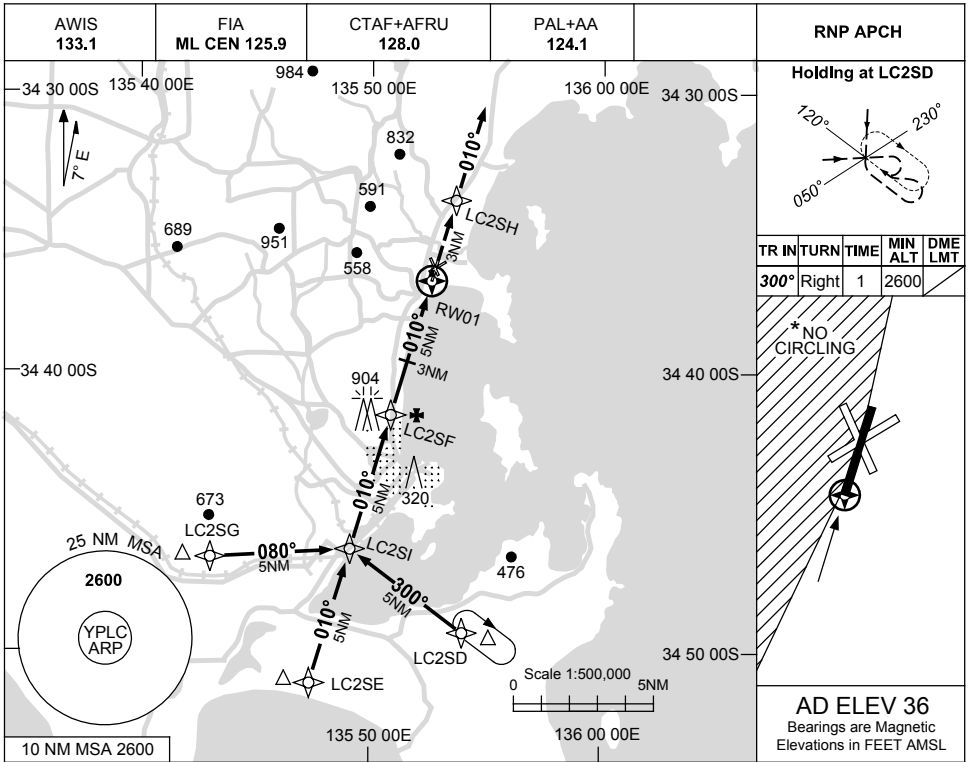 AWIS
133.1
FIA
ML CEN 125.9
CTAF+AFRU
128.0
PAL+AA
124.1
RNP APCH
34 30 00S
135 40 00E
984
135 50 00E
136 00 00E
34 30 00S
7° E
832
010°
591
LC2SH
689
951
558
3NM
RW01
010°
5NM
3NM
34 40 00S
34 40 00S
904
LC2SF
010°
5NM
320
673
LC2SG
25 NM MSA
080°
5NM
LC2SI
2600
YPLC
ARP
300°
5NM
476
010°
5NM
LC2SD
LC2SE
34 50 00S
Scale 1:500,000
0
5NM
135 50 00E
136 00 00E
10 NM MSA 2600
Holding at LC2SD
120°
230°
050°
TR IN TURN TIME MIN ALT DME LMT
300° Right 1 2600
*NO
CIRCLING
AD ELEV 36
Bearings are Magnetic
Elevations in FEET AMSL